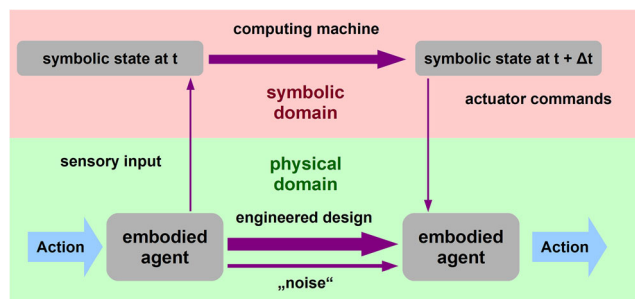 computing machine
symbolic state at t
symbolic state at t + Δt
symbolic
domain
actuator commands
sensory input
physical
domain
engineered design
Action
embodied
agent
embodied
agent
Action
„noise“